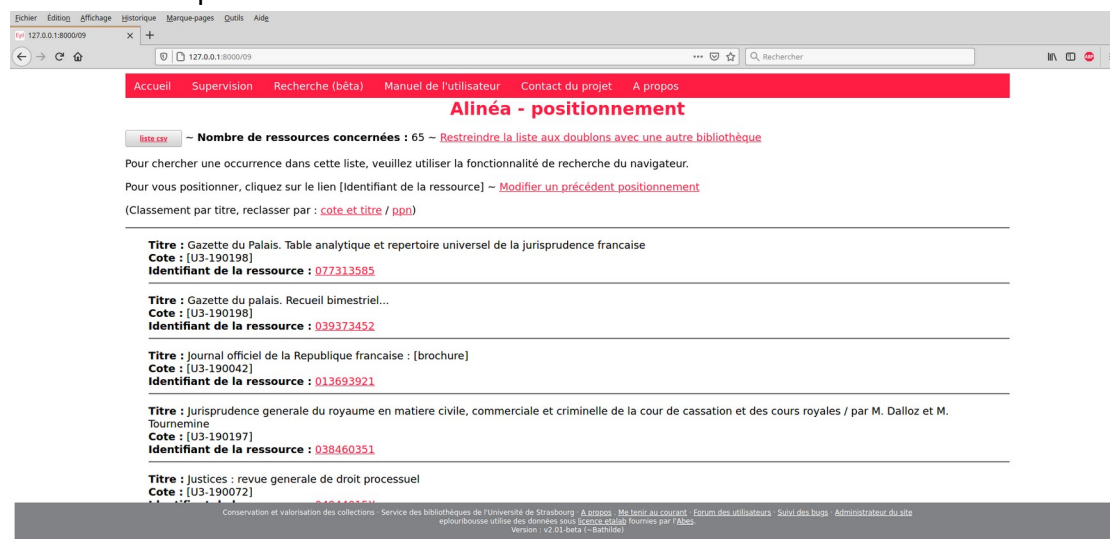 Fichier Édition Affichage Historique Marque-pages Outils Aide
127.0.0.1:8000/09 × +
127.0.0.1:8000/09 ... Rechercher
Accueil Supervision Recherche (bêta) Manuel de l'utilisateur Contact du projet A propos
Alinéa - positionnement
liste csv ~ Nombre de ressources concernées : 65 ~ Restreindre la liste aux doublons avec une autre bibliothèque
Pour chercher une occurrence dans cette liste, veuillez utiliser la fonctionnalité de recherche du navigateur.
Pour vous positionner, cliquez sur le lien [Identifiant de la ressource] ~ Modifier un précédent positionnement
(Classement par titre, reclasser par : cote et titre / ppn)
Titre : Gazette du Palais. Table analytique et repertoire universel de la jurisprudence francaise
Cote : [U3-190198]
Identifiant de la ressource : 077313585
Titre : Gazette du palais. Recueil bimestriel...
Cote : [U3-190198]
Identifiant de la ressource : 039373452
Titre : Journal officiel de la Republique francaise : [brochure]
Cote : [U3-190042]
Identifiant de la ressource : 013693921
Titre : Jurisprudence generale du royaume en matiere civile, commerciale et criminelle de la cour de cassation et des cours royales / par M. Dalloz et M.
Tournemine
Cote : [U3-190197]
Identifiant de la ressource : 038460351
Titre : Justices : revue generale de droit processuel
Cote : [U3-190072]
Conservation et valorisation des collections · Service des bibliothèques de l'Université de Strasbourg · A propos . Me tenir au courant · Forum des utilisateurs · Suivi des bugs · Administrateur du site
eplouribousse utilise des données sous licence etalab fournies par l'Abes.
Version : v2.01-beta (~Bathilde)